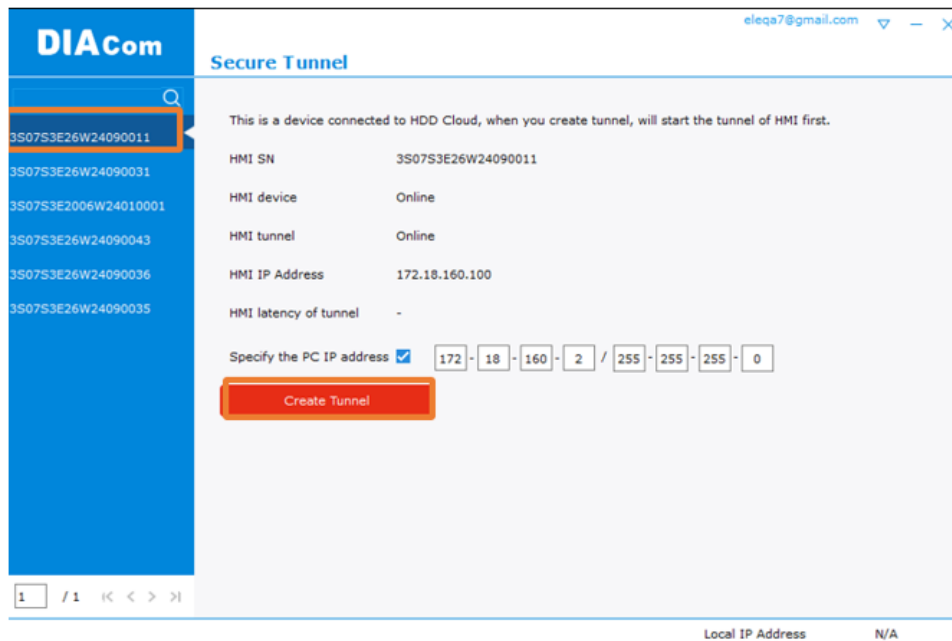 eleqa7@gmail.com
DIACom
Secure Tunnel
3S07S3E26W24090011
3S07S3E26W24090031
3S07S3E2006W24010001
3S07S3E26W24090043
3S07S3E26W24090036
3S07S3E26W24090035
1 / 1
This is a device connected to HDD Cloud, when you create tunnel, will start the tunnel of HMI first.
HMI SN 3S07S3E26W24090011
HMI device Online
HMI tunnel Online
HMI IP Address 172.18.160.100
HMI latency of tunnel -
Specify the PC IP address 172 - 18 - 160 - 2 / 255 - 255 - 255 - 0
Create Tunnel
Local IP Address N/A